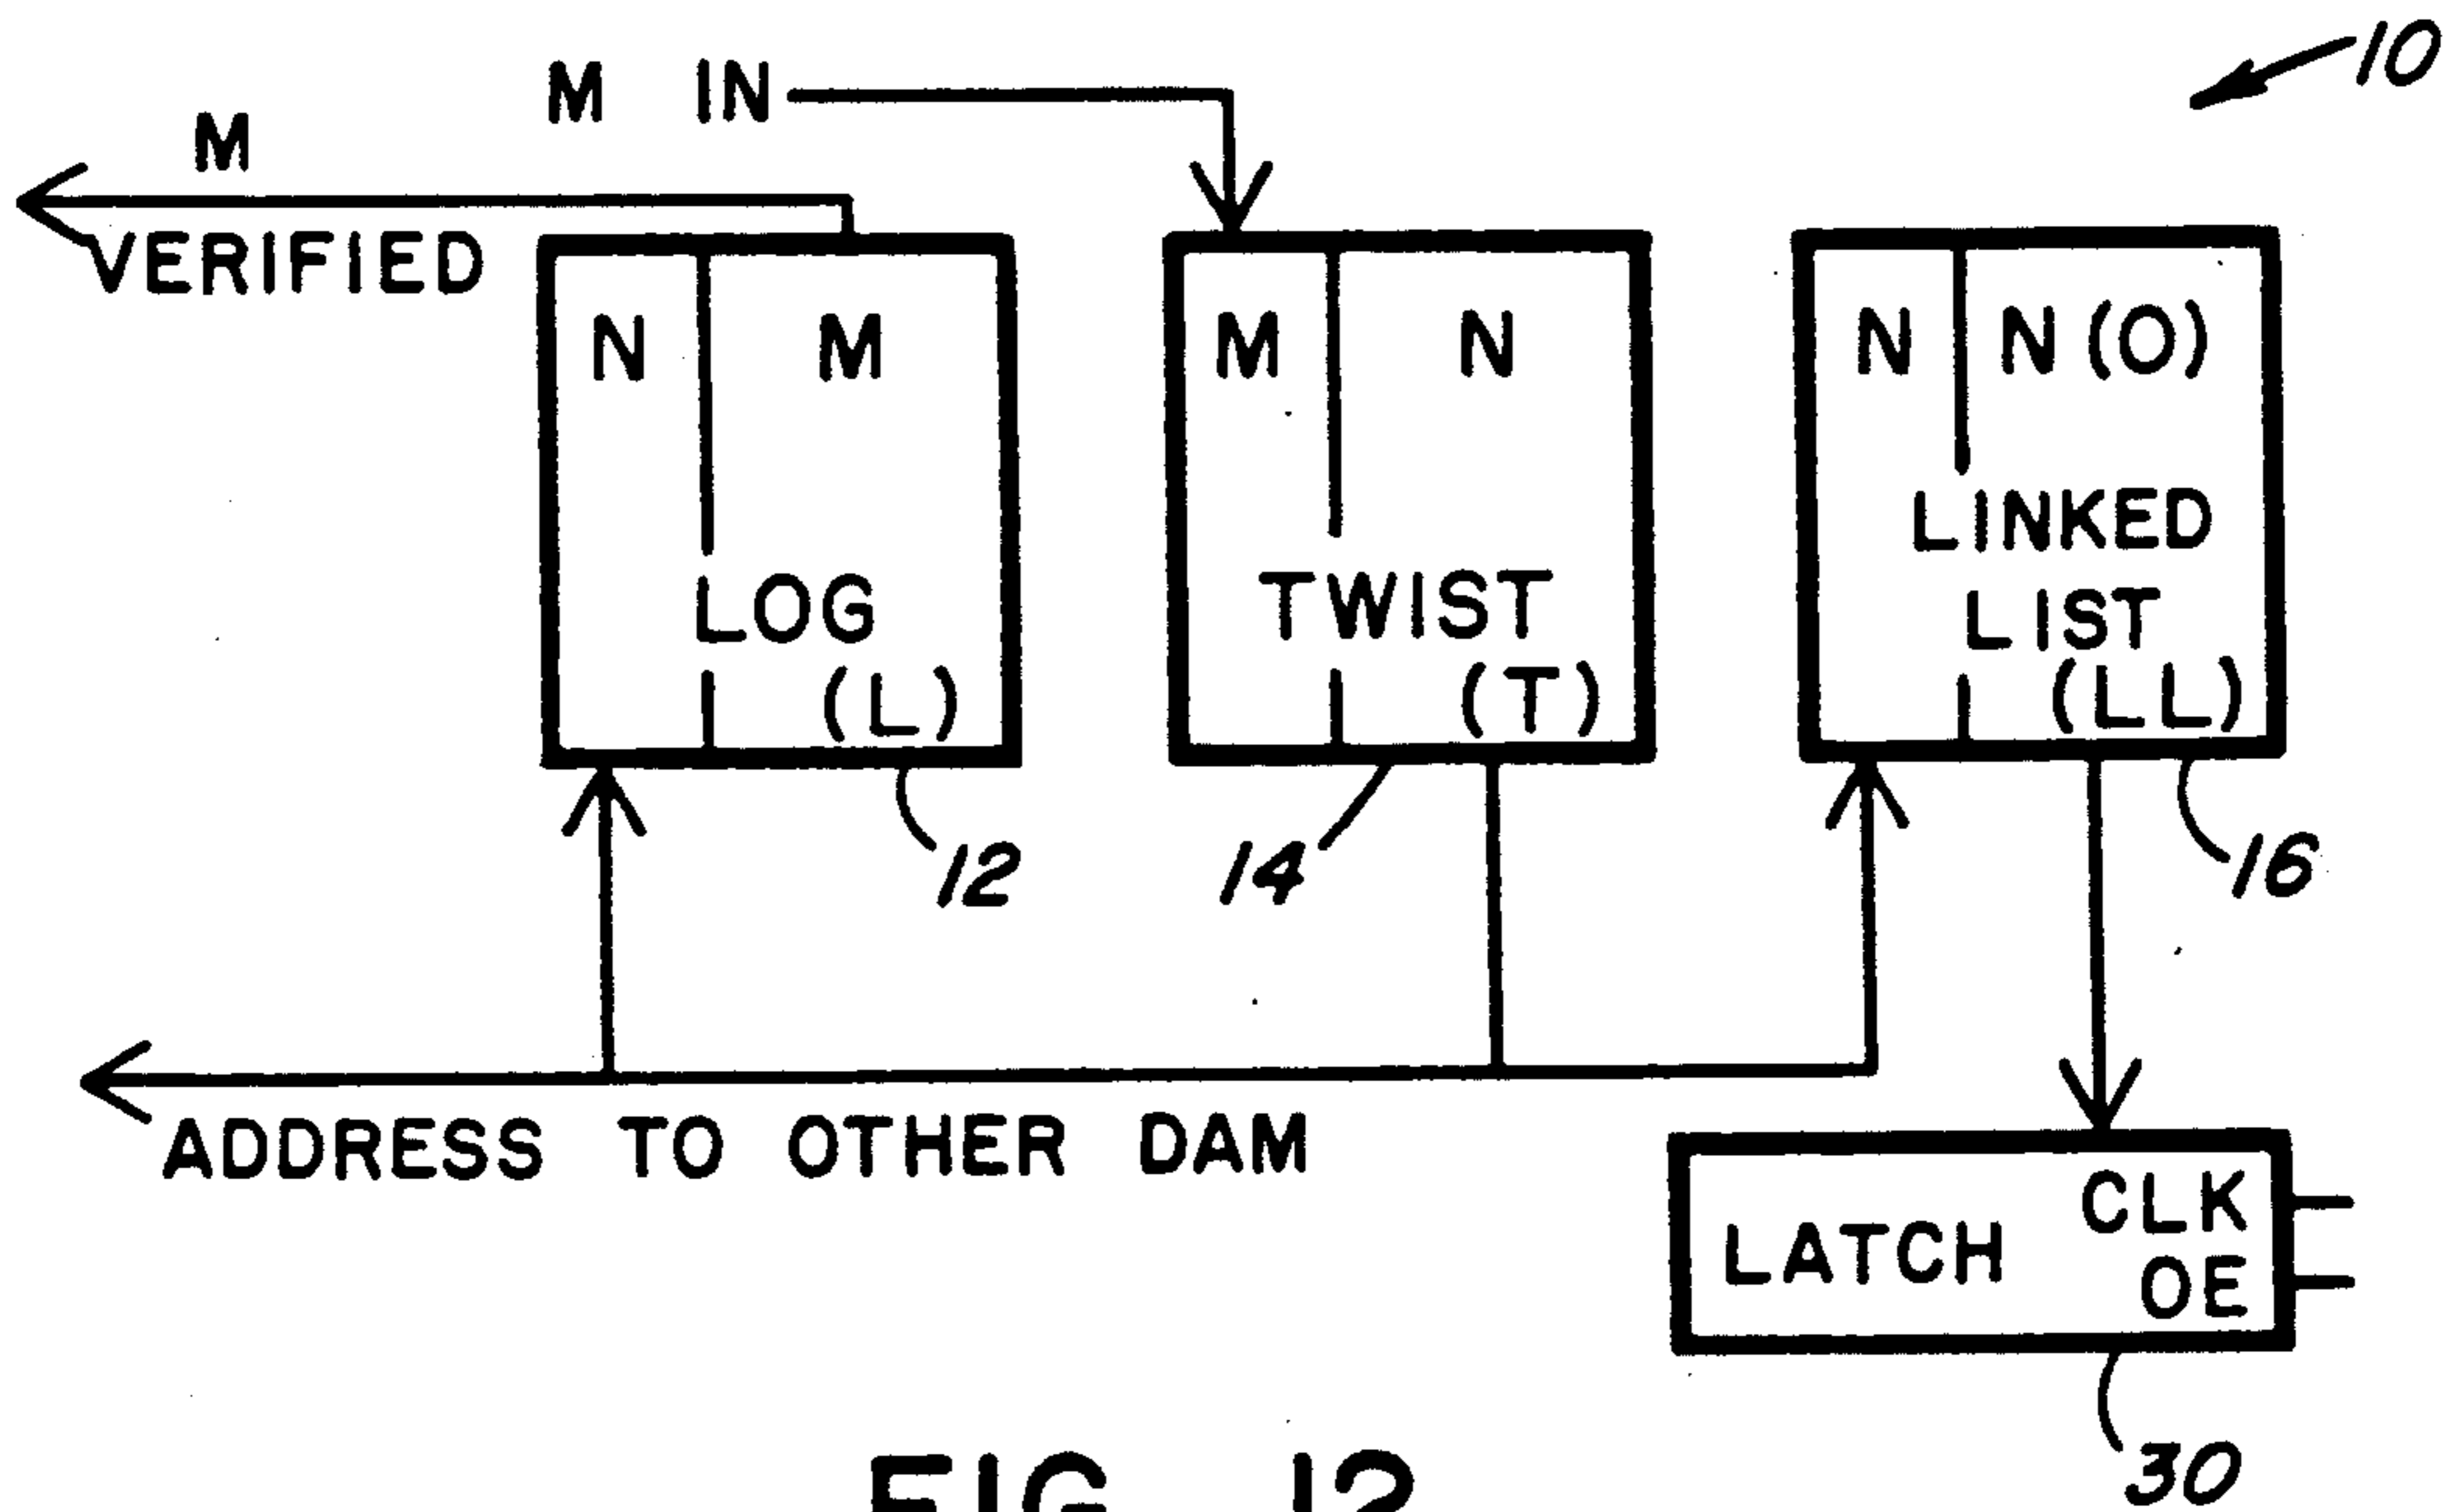 10
M IN
M
VERIFIED
N M
LOG
(L)
M N
TWIST
(T)
N N (O)
LINKED
LIST
(LL)
12
14
16
ADDRESS TO OTHER DAM
LATCH CLK
OE
30
FIG. 12